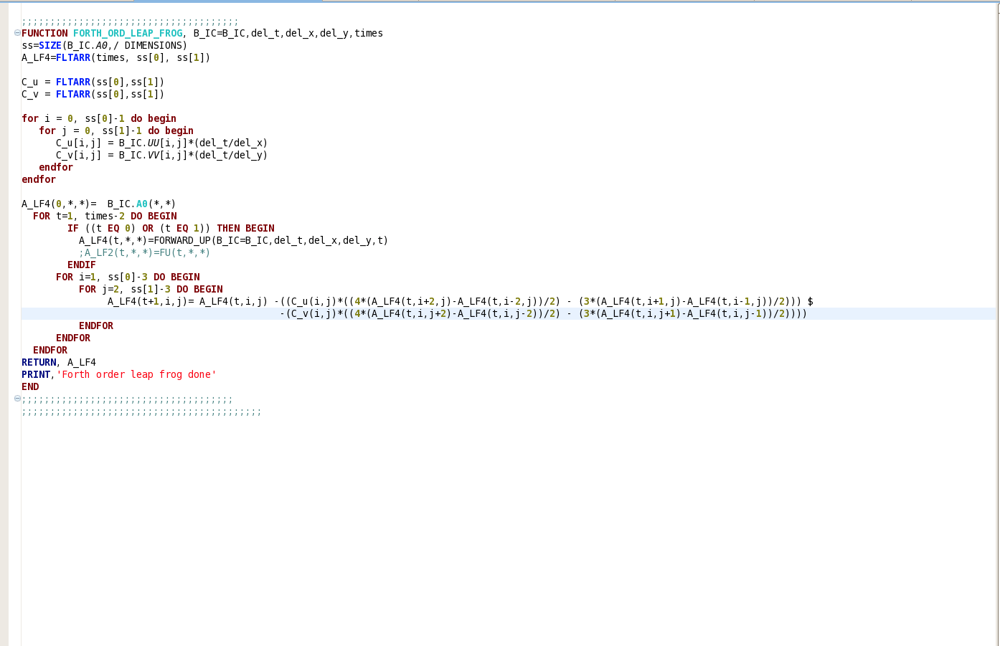 ;;;;;;;;;;;;;;;;;;;;;;;;;;;;;;;;;;;;;;
FUNCTION FORTH_ORD_LEAP_FROG, B_IC=B_IC,del_t,del_x,del_y,times
ss=SIZE(B_IC.A0,/ DIMENSIONS)
A_LF4=FLTARR(times, ss[0], ss[1])
C_u = FLTARR(ss[0],ss[1])
C_v = FLTARR(ss[0],ss[1])
for i = 0, ss[0]-1 do begin
   for j = 0, ss[1]-1 do begin
      C_u[i,j] = B_IC.UU[i,j]*(del_t/del_x)
      C_v[i,j] = B_IC.VV[i,j]*(del_t/del_y)
   endfor
endfor
A_LF4(0,*,*)=  B_IC.A0(*,*)
  FOR t=1, times-2 DO BEGIN
        IF ((t EQ 0) OR (t EQ 1)) THEN BEGIN
          A_LF4(t,*,*)=FORWARD_UP(B_IC=B_IC,del_t,del_x,del_y,t)
          ;A_LF2(t,*,*)=FU(t,*,*)
        ENDIF
      FOR i=1, ss[0]-3 DO BEGIN
          FOR j=2, ss[1]-3 DO BEGIN
               A_LF4(t+1,i,j)= A_LF4(t,i,j) -((C_u(i,j)*((4*(A_LF4(t,i+2,j)-A_LF4(t,i-2,j))/2) - (3*(A_LF4(t,i+1,j)-A_LF4(t,i-1,j))/2))) $
                                             -(C_v(i,j)*((4*(A_LF4(t,i,j+2)-A_LF4(t,i,j-2))/2) - (3*(A_LF4(t,i,j+1)-A_LF4(t,i,j-1))/2))))
          ENDFOR
      ENDFOR
  ENDFOR
RETURN, A_LF4
PRINT,'Forth order leap frog done'
END
;;;;;;;;;;;;;;;;;;;;;;;;;;;;;;;;;;;;;
;;;;;;;;;;;;;;;;;;;;;;;;;;;;;;;;;;;;;;;;;;